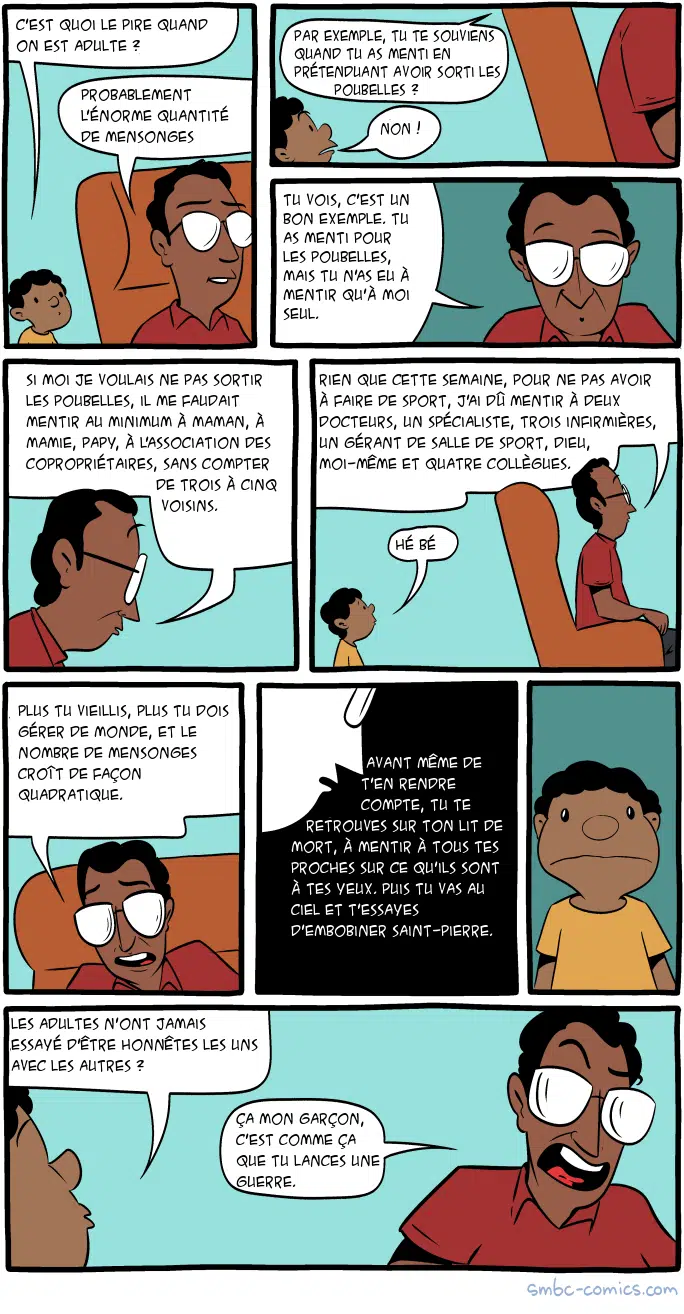 C'EST QUOI LE PIRE QUAND
ON EST ADULTE ?
PROBABLEMENT
L'ÉNORME QUANTITÉ
DE MENSONGES
PAR EXEMPLE, TU TE SOUVIENS
QUAND TU AS MENTI EN
PRÉTENDUANT AVOIR SORTI LES
POUBELLES ?
NON !
TU VOIS, C'EST UN
BON EXEMPLE. TU
AS MENTI POUR
LES POUBELLES,
MAIS TU N'AS EU À
MENTIR QU'À MOI
SEUL.
SI MOI JE VOULAIS NE PAS SORTIR
LES POUBELLES, IL ME FAUDAIT
MENTIR AU MINIMUM À MAMAN, À
MAMIE, PAPY, À L'ASSOCIATION DES
COPROPRIÉTAIRES, SANS COMPTER
DE TROIS À CINQ
VOISINS.
RIEN QUE CETTE SEMAINE, POUR NE PAS AVOIR
À FAIRE DE SPORT, J'AI DÛ MENTIR À DEUX
DOCTEURS, UN SPÉCIALISTE, TROIS INFIRMIÈRES,
UN GÉRANT DE SALLE DE SPORT, DIEU,
MOI-MÊME ET QUATRE COLLÈGUES.
HÉ BÉ
PLUS TU VIEILLIS, PLUS TU DOIS
GÉRER DE MONDE, ET LE
NOMBRE DE MENSONGES
CROÎT DE FAÇON
QUADRATIQUE.
AVANT MÊME DE
T'EN RENDRE
COMPTE, TU TE
RETROUVES SUR TON LIT DE
MORT, À MENTIR À TOUS TES
PROCHES SUR CE QU'ILS SONT
À TES YEUX. PUIS TU VAS AU
CIEL ET T'ESSAYES
D'EMBOBINER SAINT-PIERRE.
LES ADULTES N'ONT JAMAIS
ESSAYÉ D'ÊTRE HONNÊTES LES UNS
AVEC LES AUTRES ?
ÇA MON GARÇON,
C'EST COMME ÇA
QUE TU LANCES UNE
GUERRE.
smbc-comics.com